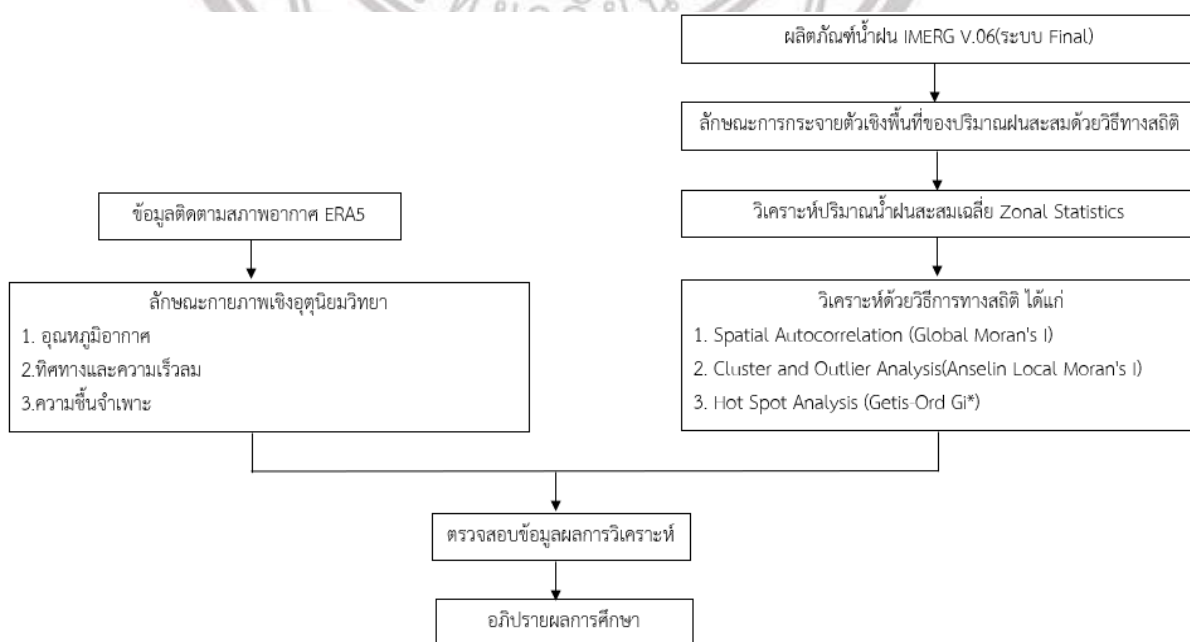 ผลิตภัณฑ์น้ำฝน IMERG V.06(ระบบ Final)
ลักษณะการกระจายตัวเชิงพื้นที่ของปริมาณฝนสะสมด้วยวิธีทางสถิติ
วิเคราะห์ปริมาณน้ำฝนสะสมเฉลี่ย Zonal Statistics
วิเคราะห์ด้วยวิธีการทางสถิติ ได้แก่
1. Spatial Autocorrelation (Global Moran's I)
2. Cluster and Outlier Analysis(Anselin Local Moran's I)
3. Hot Spot Analysis (Getis-Ord Gi*)
ข้อมูลติดตามสภาพอากาศ ERA5
ลักษณะกายภาพเชิงอุตุนิยมวิทยา
1. อุณหภูมิอากาศ
2.ทิศทางและความเร็วลม
3.ความชื้นจำเพาะ
ตรวจสอบข้อมูลผลการวิเคราะห์
อภิปรายผลการศึกษา